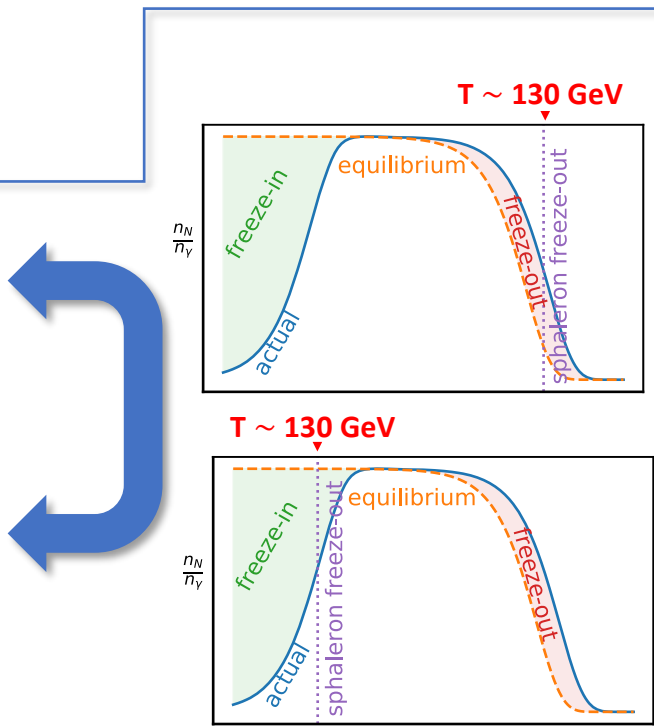 T ~ 130 GeV
equilibrium
freeze-in
freeze-out
sphaleron freeze-out
n_N
n_γ
actual
T ~ 130 GeV
equilibrium
freeze-in
freeze-out
sphaleron freeze-out
n_N
n_γ
actual